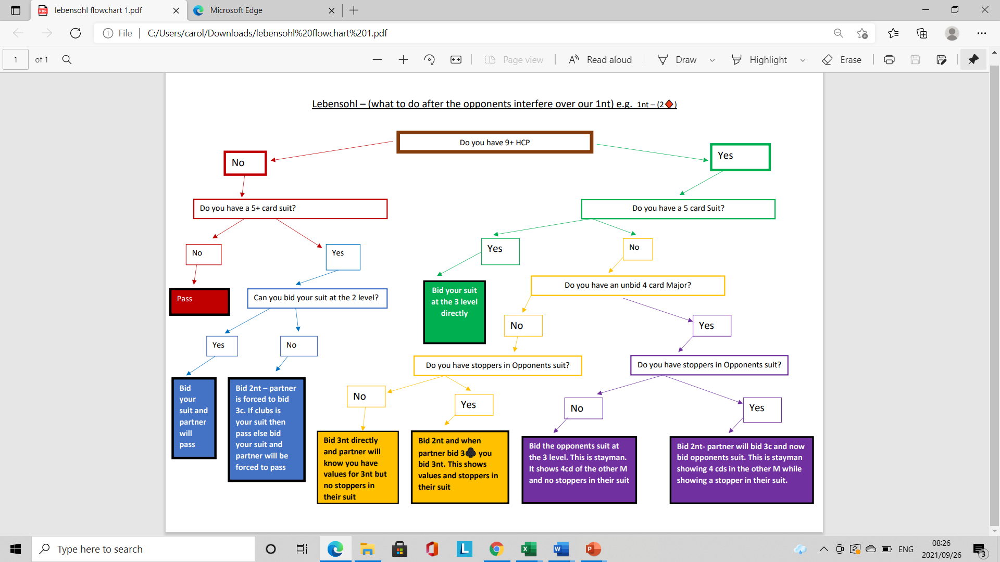 lebensohl flowchart 1.pdf
Microsoft Edge
File
C:/Users/carol/Downloads/lebensohl%20flowchart%201.pdf
1
of 1
Page view
Read aloud
Draw
Highlight
Erase
Lebensohl – (what to do after the opponents interfere over our 1nt) e.g. 1nt – (2♦)
Do you have 9+ HCP
No
Yes
Do you have a 5+ card suit?
Do you have a 5 card Suit?
No
Yes
Yes
No
Pass
Can you bid your suit at the 2 level?
Bid your suit
at the 3 level
directly
Do you have an unbid 4 card Major?
No
Yes
Yes
No
Do you have stoppers in Opponents suit?
Do you have stoppers in Opponents suit?
Bid
your
suit and
partner
will
pass
Bid 2nt – partner
is forced to bid
3c. If clubs is
your suit then
pass else bid
your suit and
partner will be
forced to pass
No
Yes
No
Yes
Bid 3nt directly
and partner will
know you have
values for 3nt but
no stoppers in
their suit
Bid 2nt and when
partner bid 3♣ you
bid 3nt. This shows
values and stoppers in
their suit
Bid the opponents suit at
the 3 level. This is stayman.
It shows 4cd of the other M
and no stoppers in their suit
Bid 2nt- partner will bid 3c and now
bid opponents suit. This is stayman
showing 4 cds in the other M while
showing a stopper in their suit.
Type here to search
ENG
08:26
2021/09/26
3